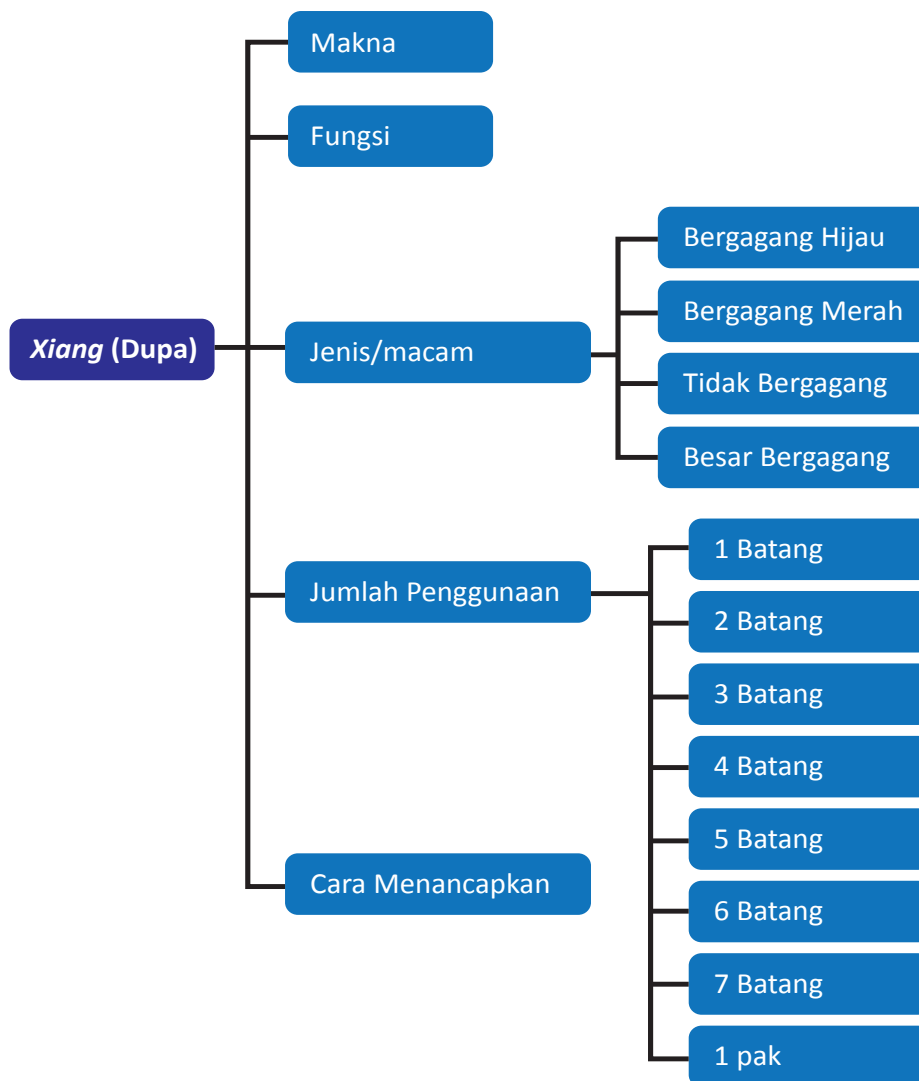 Xiang (Dupa)
Makna
Fungsi
Jenis/macam
Bergagang Hijau
Bergagang Merah
Tidak Bergagang
Besar Bergagang
Jumlah Penggunaan
1 Batang
2 Batang
3 Batang
4 Batang
5 Batang
6 Batang
7 Batang
1 pak
Cara Menancapkan